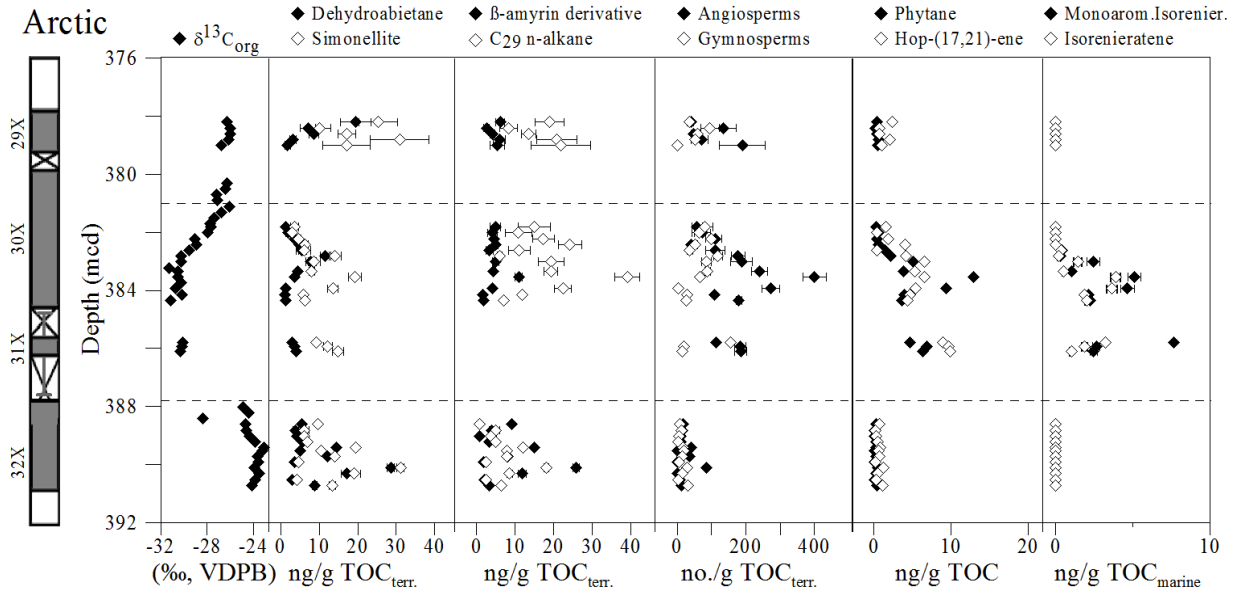 Arctic
◆ δ13Corg
◆ Dehydroabietane
◇ Simonellite
◆ ß-amyrin derivative
◇ C29 n-alkane
◆ Angiosperms
◇ Gymnosperms
◆ Phytane
◇ Hop-(17,21)-ene
◆ Monoarom.Isorenier.
◇ Isorenieratene
29X
30X
31X
32X
Depth (mcd)
376
380
384
388
392
-32 -28 -24
(‰, VDPB)
0 10 20 30 40
ng/g TOCterr.
0 10 20 30 40
ng/g TOCterr.
0 200 400
no./g TOCterr.
0 10 20
ng/g TOC
0 10
ng/g TOCmarine